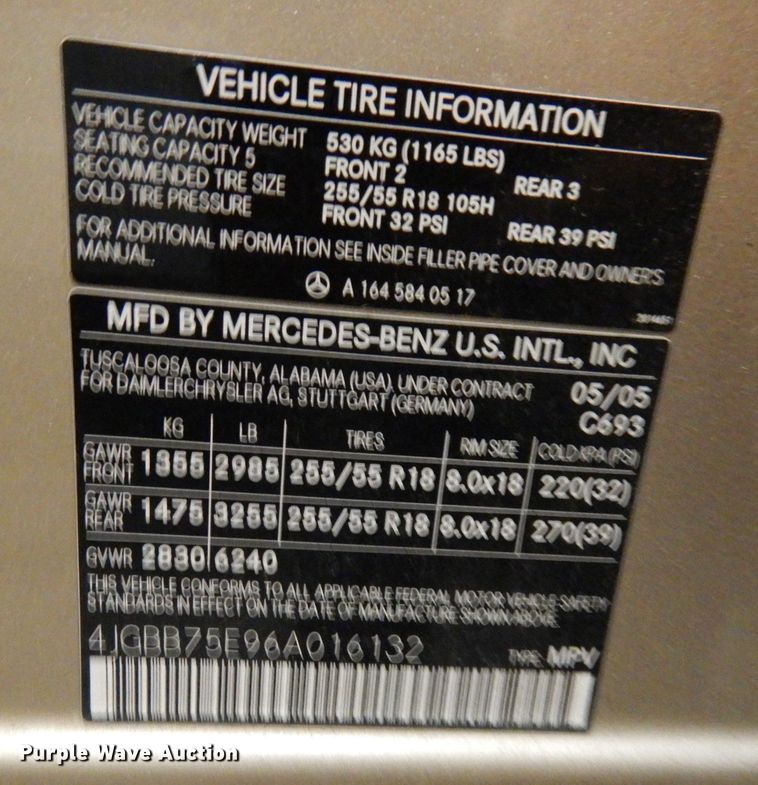 VEHICLE TIRE INFORMATION
VEHICLE CAPACITY WEIGHT 530 KG (1165 LBS)
SEATING CAPACITY 5 FRONT 2 REAR 3
RECOMMENDED TIRE SIZE 255/55 R18 105H
COLD TIRE PRESSURE FRONT 32 PSI REAR 39 PSI
FOR ADDITIONAL INFORMATION SEE INSIDE FILLER PIPE COVER AND OWNER'S
MANUAL.
A 164 584 05 17
MFD BY MERCEDES-BENZ U.S. INTL., INC
TUSCALOOSA COUNTY, ALABAMA (USA), UNDER CONTRACT 05/05
FOR DAIMLERCHRYSLER AG, STUTTGART (GERMANY) C693
KG LB TIRES RIM SIZE COLD KPA (PSI)
GAWR
FRONT 1355 2985 255/55 R18 8.0x18 220(32)
GAWR
REAR 1475 3255 255/55 R18 8.0x18 270(39)
GVWR 2830 6240
THIS VEHICLE CONFORMS TO ALL APPLICABLE FEDERAL MOTOR VEHICLE SAFETY
STANDARDS IN EFFECT ON THE DATE OF MANUFACTURE SHOWN ABOVE.
4JGBB75E96A016132 TYPE: MPV
Purple Wave Auction